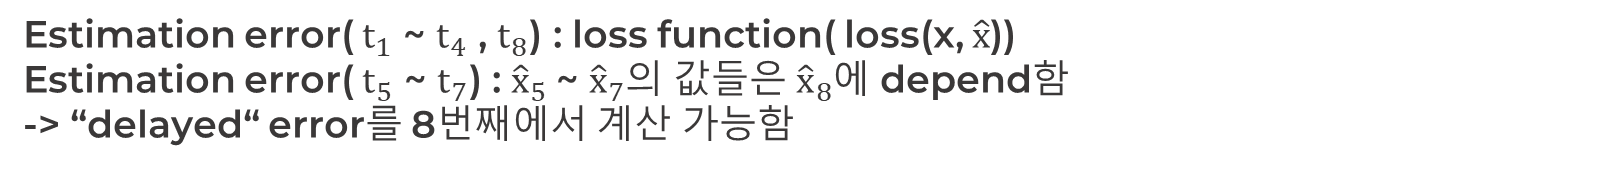 Estimation error( t₁ ~ t₄ , t₈) : loss function( loss(x, x̂))
Estimation error( t₅ ~ t₇) : x̂₅ ~ x̂₇의 값들은 x̂₈에 depend함
-> “delayed“ error를 8번째에서 계산 가능함